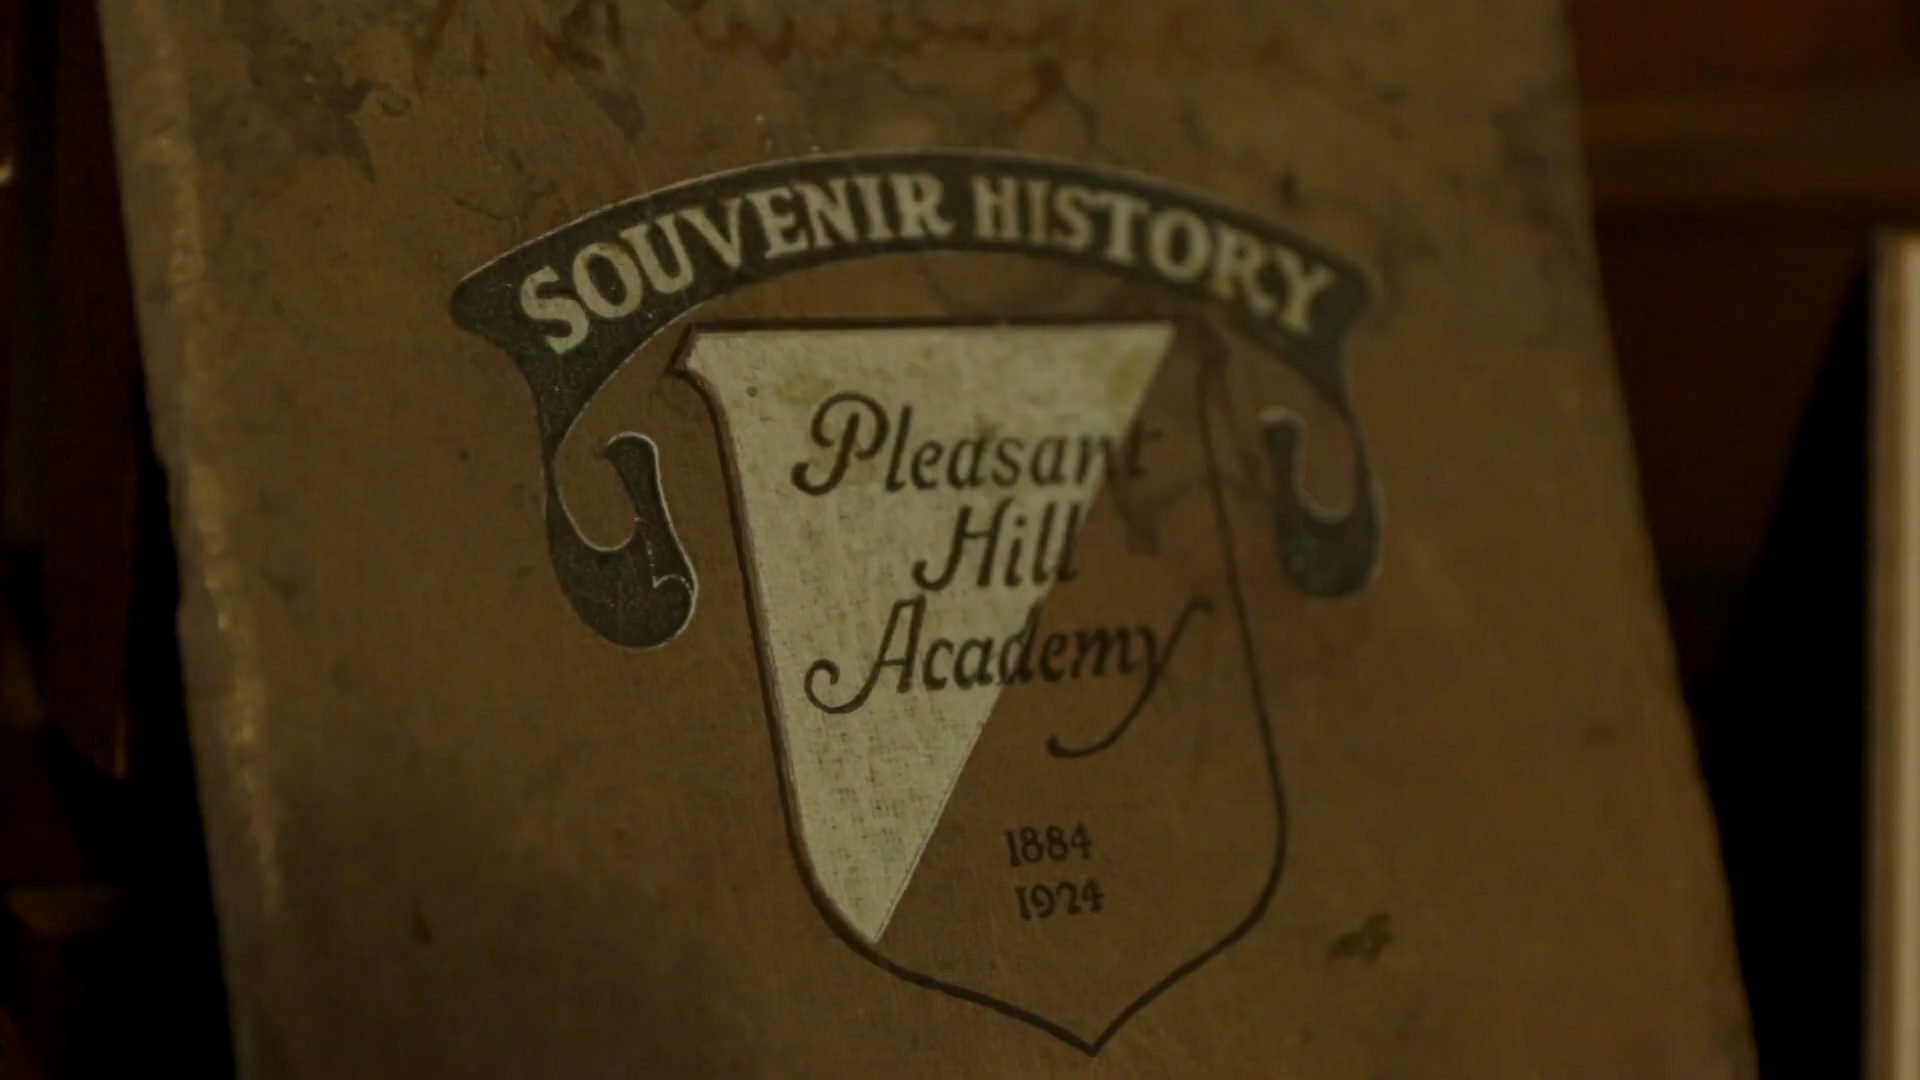 SOUVENIR HISTORY
Pleasant
Hill
Academy
1884
1924